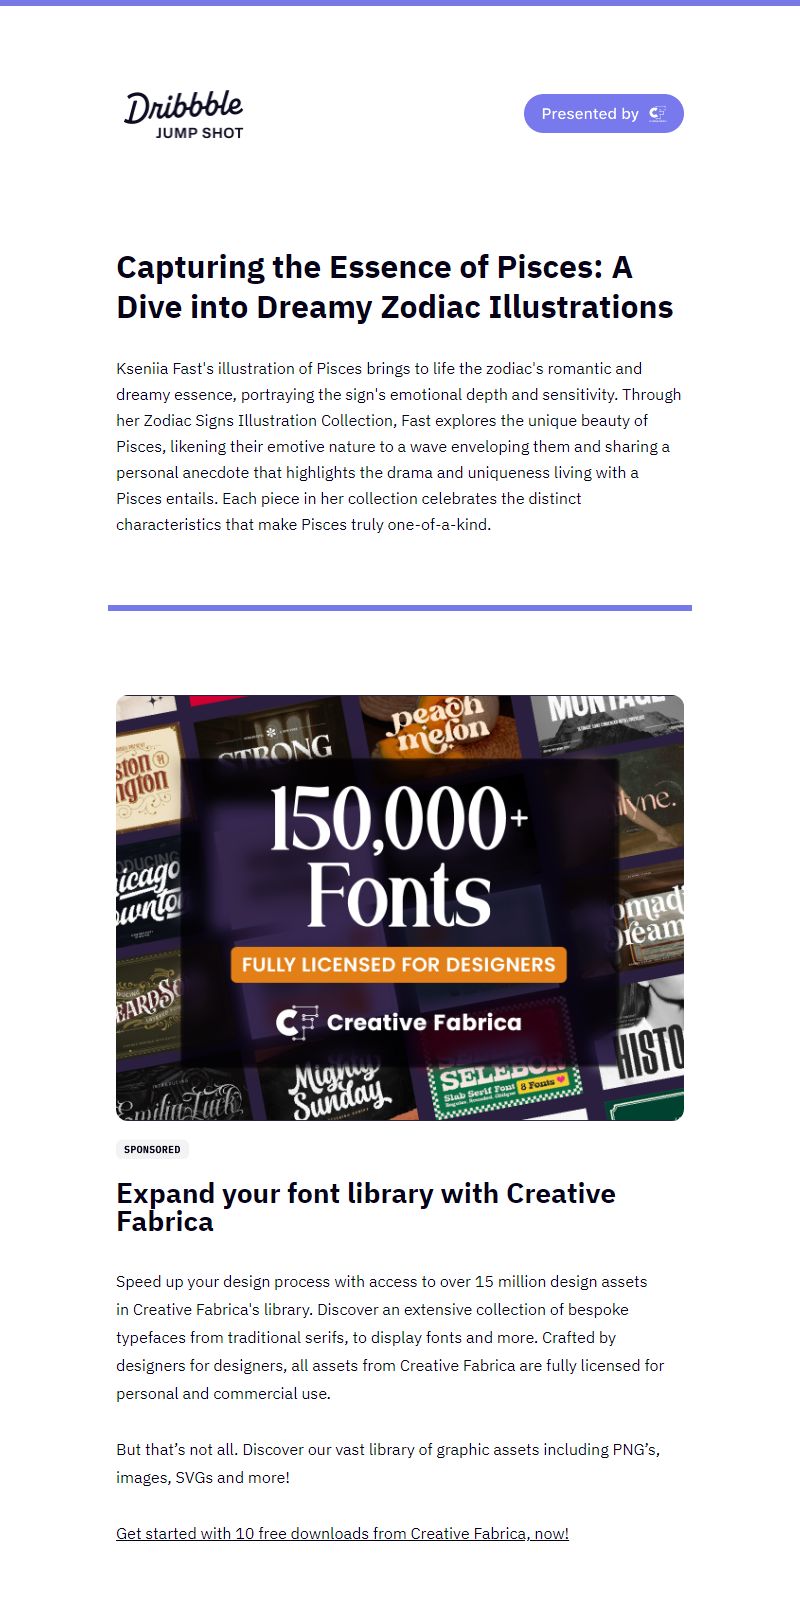 Dribbble
JUMP SHOT
Presented by CF
Capturing the Essence of Pisces: A
Dive into Dreamy Zodiac Illustrations
Kseniia Fast's illustration of Pisces brings to life the zodiac's romantic and
dreamy essence, portraying the sign's emotional depth and sensitivity. Through
her Zodiac Signs Illustration Collection, Fast explores the unique beauty of
Pisces, likening their emotive nature to a wave enveloping them and sharing a
personal anecdote that highlights the drama and uniqueness living with a
Pisces entails. Each piece in her collection celebrates the distinct
characteristics that make Pisces truly one-of-a-kind.
STRONG
peach
melon
MONTAGE
150,000+
Fonts
FULLY LICENSED FOR DESIGNERS
CF Creative Fabrica
INTRODUCING
Emilia Luck
Mighty
Sunday
Slab Serif Font
8 Fonts
Regular, Rounded, Oblique
HISTO
SPONSORED
Expand your font library with Creative
Fabrica
Speed up your design process with access to over 15 million design assets
in Creative Fabrica's library. Discover an extensive collection of bespoke
typefaces from traditional serifs, to display fonts and more. Crafted by
designers for designers, all assets from Creative Fabrica are fully licensed for
personal and commercial use.
But that’s not all. Discover our vast library of graphic assets including PNG’s,
images, SVGs and more!
Get started with 10 free downloads from Creative Fabrica, now!